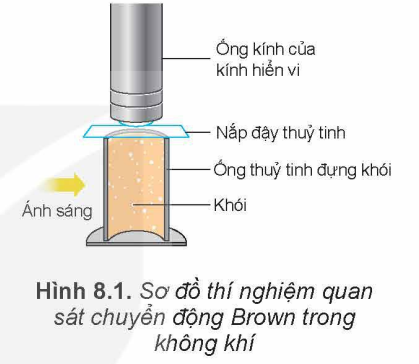 Ống kính của
kính hiển vi
Nắp đậy thuỷ tinh
Ống thuỷ tinh đựng khói
Khói
Ánh sáng
Hình 8.1. Sơ đồ thí nghiệm quan
sát chuyển động Brown trong
không khí